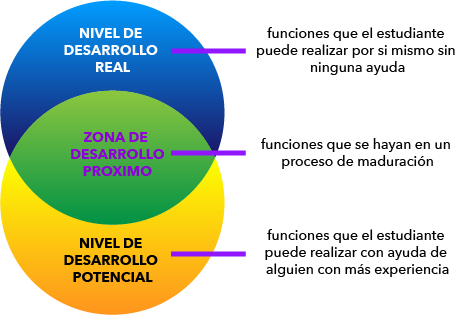 NIVEL DE
DESARROLLO
REAL
funciones que el estudiante
puede realizar por si mismo sin
ninguna ayuda
ZONA DE
DESARROLLO
PROXIMO
funciones que se hayan en un
proceso de maduración
NIVEL DE
DESARROLLO
POTENCIAL
funciones que el estudiante
puede realizar con ayuda de
alguien con más experiencia